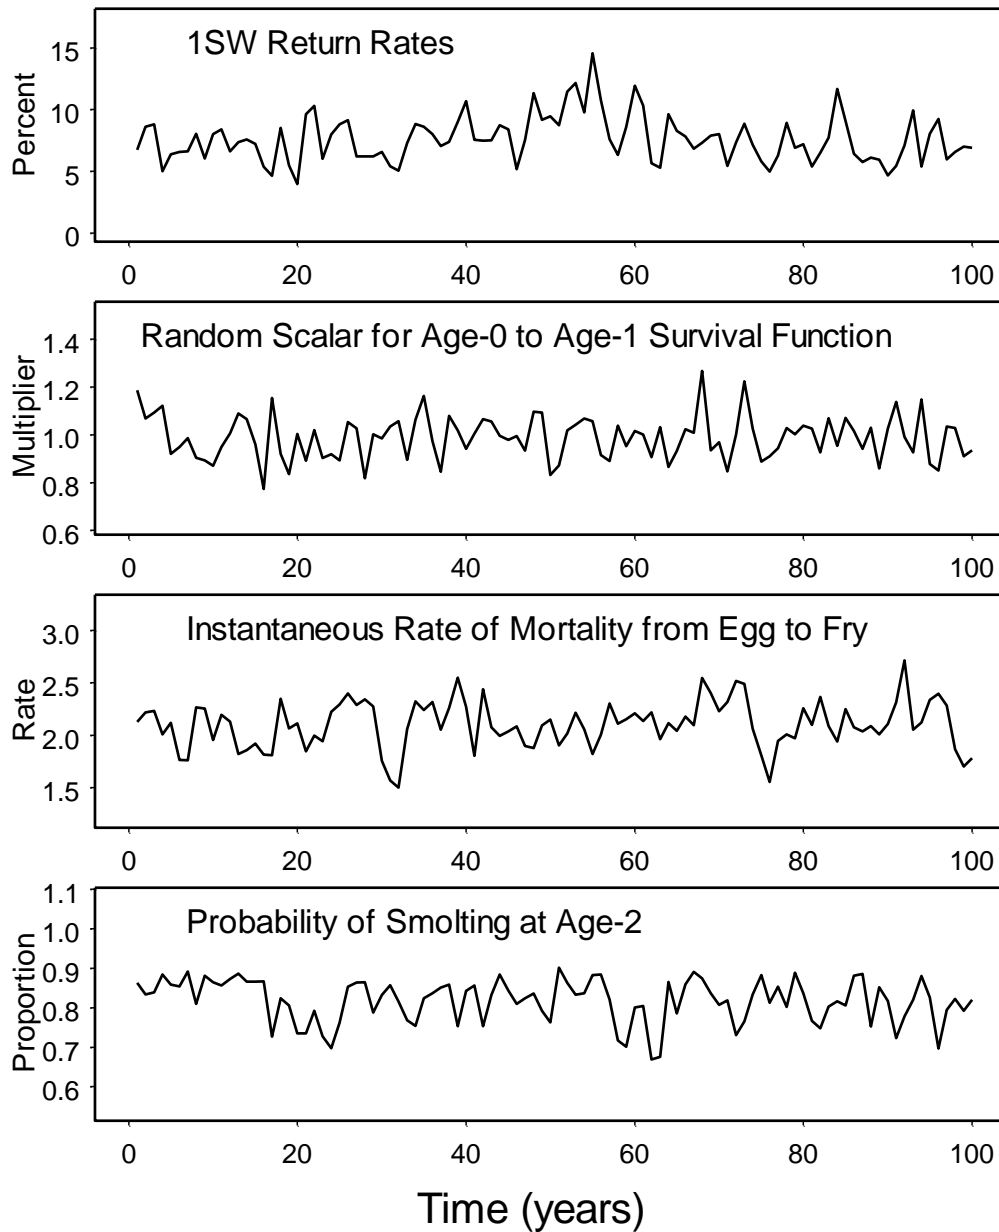 1SW Return Rates
Percent
15
10
5
0
0 20 40 60 80 100
Random Scalar for Age-0 to Age-1 Survival Function
Multiplier
1.4
1.2
1.0
0.8
0.6
0 20 40 60 80 100
Instantaneous Rate of Mortality from Egg to Fry
Rate
3.0
2.5
2.0
1.5
0 20 40 60 80 100
Probability of Smolting at Age-2
Proportion
1.1
1.0
0.9
0.8
0.7
0.6
0 20 40 60 80 100
Time (years)